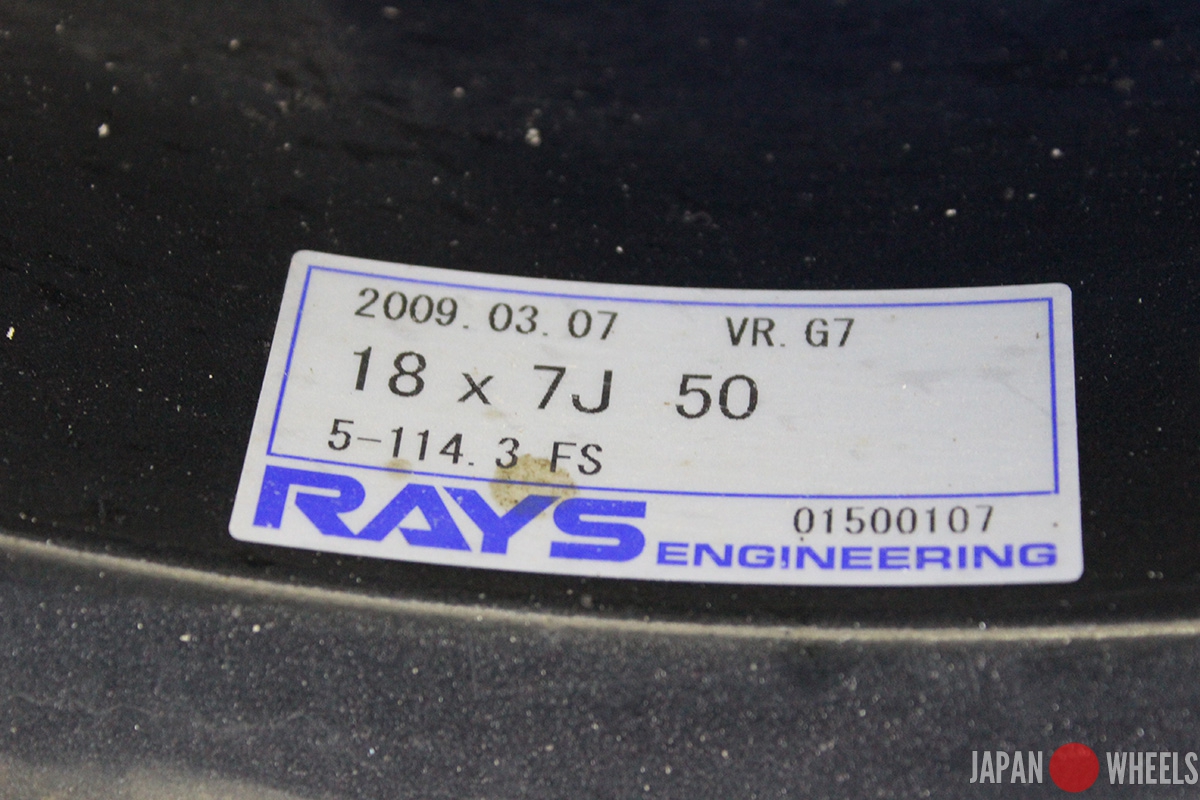 2009.03.07 VR.G7
18 x 7J 50
5-114.3 FS
01500107
RAYS ENGINEERING
JAPAN WHEELS